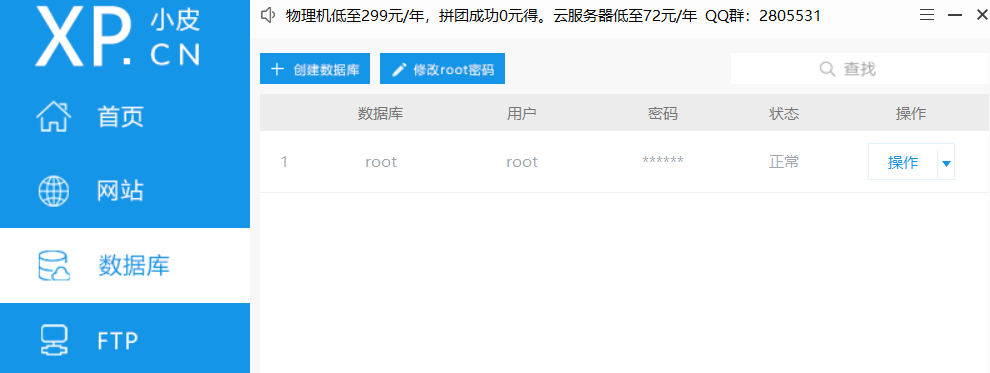 XP.小皮CN
物理机低至299元/年，拼团成功0元得。云服务器低至72元/年 QQ群：2805531
首页
网站
数据库
FTP
创建数据库 修改root密码 查找
数据库 用户 密码 状态 操作
1 root root ****** 正常 操作